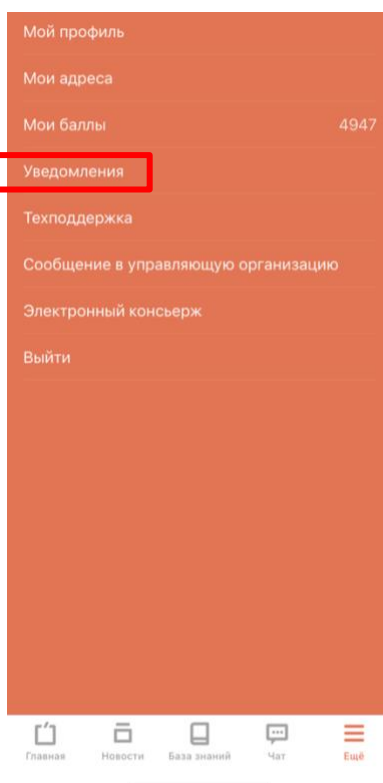 Мой профиль
Мои адреса
Мои баллы 4947
Уведомления
Техподдержка
Сообщение в управляющую организацию
Электронный консьерж
Выйти
Главная Новости База знаний Чат Ещё